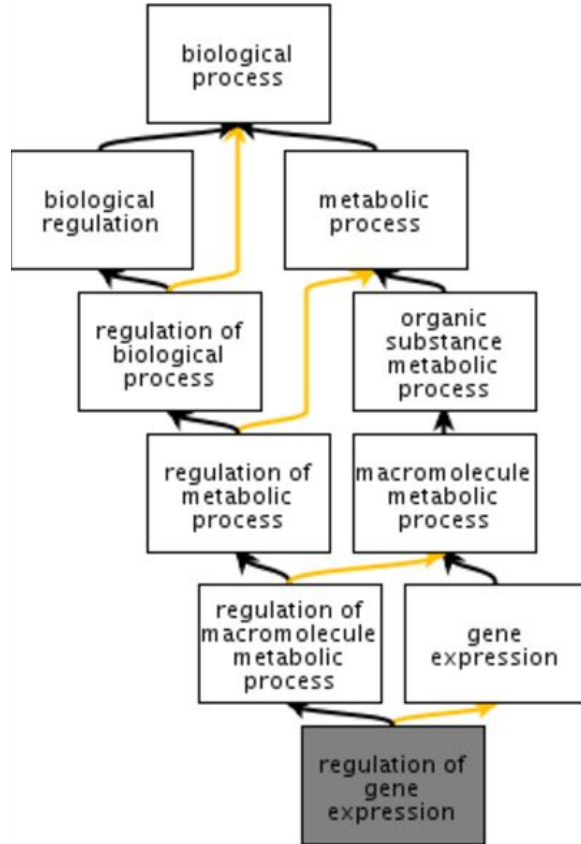 biological
process
biological
regulation
metabolic
process
regulation of
biological
process
organic
substance
metabolic
process
regulation of
metabolic
process
macromolecule
metabolic
process
regulation of
macromolecule
metabolic
process
gene
expression
regulation of
gene
expression